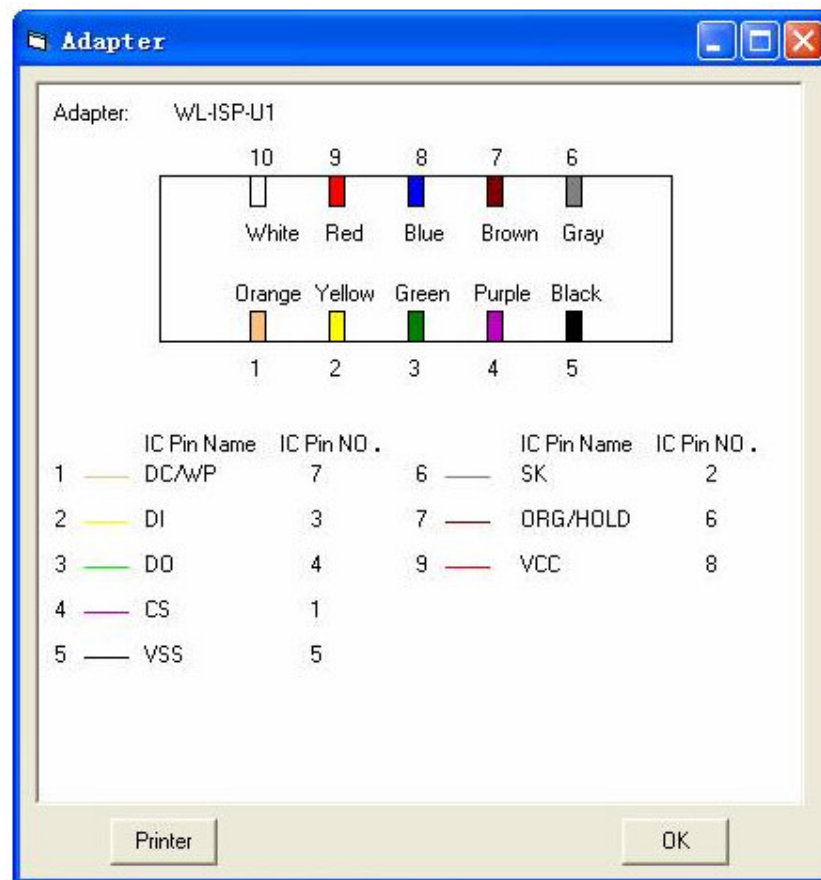 Adapter
Adapter: WL-ISP-U1
10 9 8 7 6
White Red Blue Brown Gray
Orange Yellow Green Purple Black
1 2 3 4 5
IC Pin Name IC Pin NO . IC Pin Name IC Pin NO .
1 DC/WP 7 6 SK 2
2 DI 3 7 ORG/HOLD 6
3 DO 4 9 VCC 8
4 CS 1
5 VSS 5
Printer OK